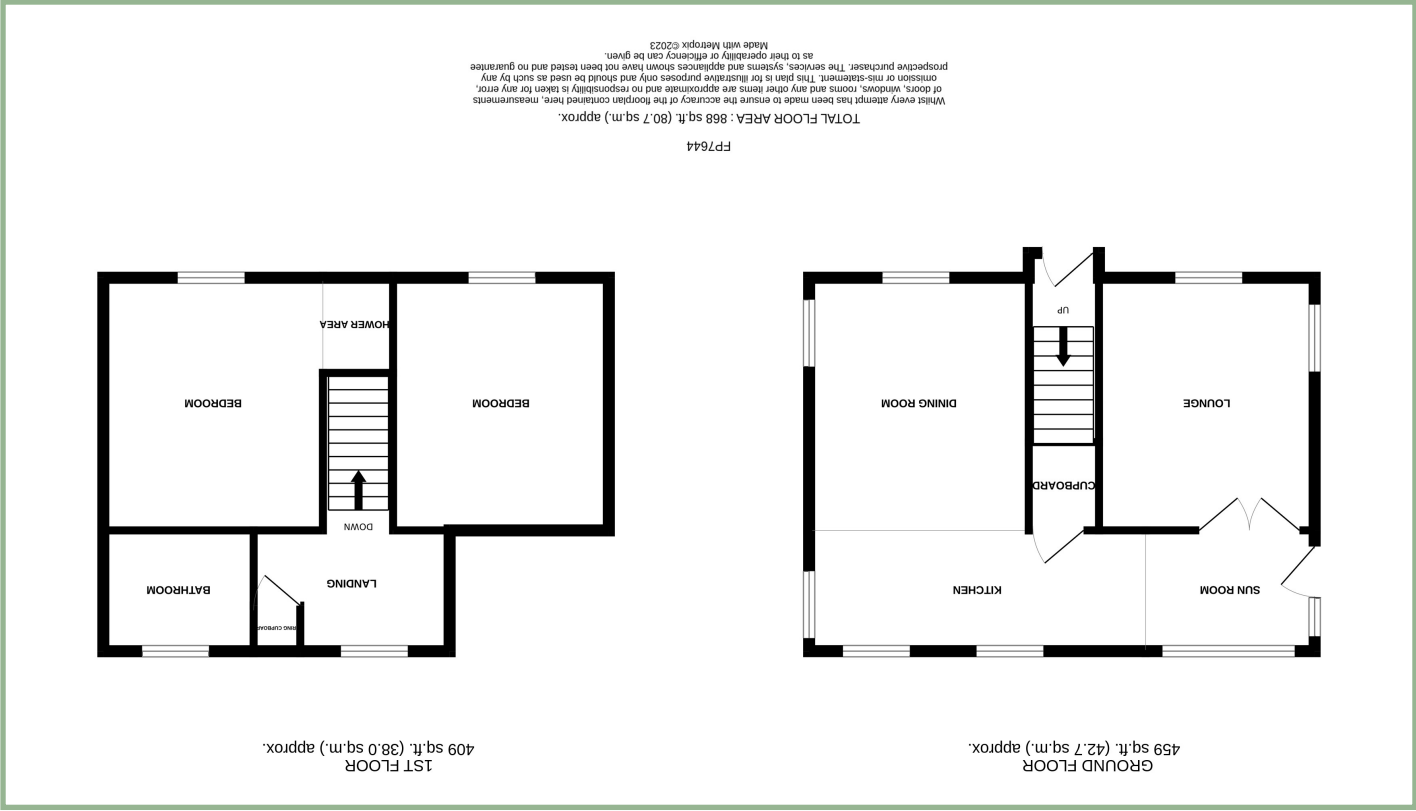 GROUND FLOOR
459 sq.ft. (42.7 sq.m.) approx.
SUN ROOM
KITCHEN
CUPBOARD
LOUNGE
DINING ROOM
UP
1ST FLOOR
409 sq.ft. (38.0 sq.m.) approx.
RING CUPBOAR
LANDING
BATHROOM
DOWN
BEDROOM
BEDROOM
HOWER AREA
FP7644
TOTAL FLOOR AREA : 868 sq.ft. (80.7 sq.m.) approx.
Whilst every attempt has been made to ensure the accuracy of the floorplan contained here, measurements
of doors, windows, rooms and any other items are approximate and no responsibility is taken for any error,
omission or mis-statement. This plan is for illustrative purposes only and should be used as such by any
prospective purchaser. The services, systems and appliances shown have not been tested and no guarantee
as to their operability or efficiency can be given.
Made with Metropix ©2023